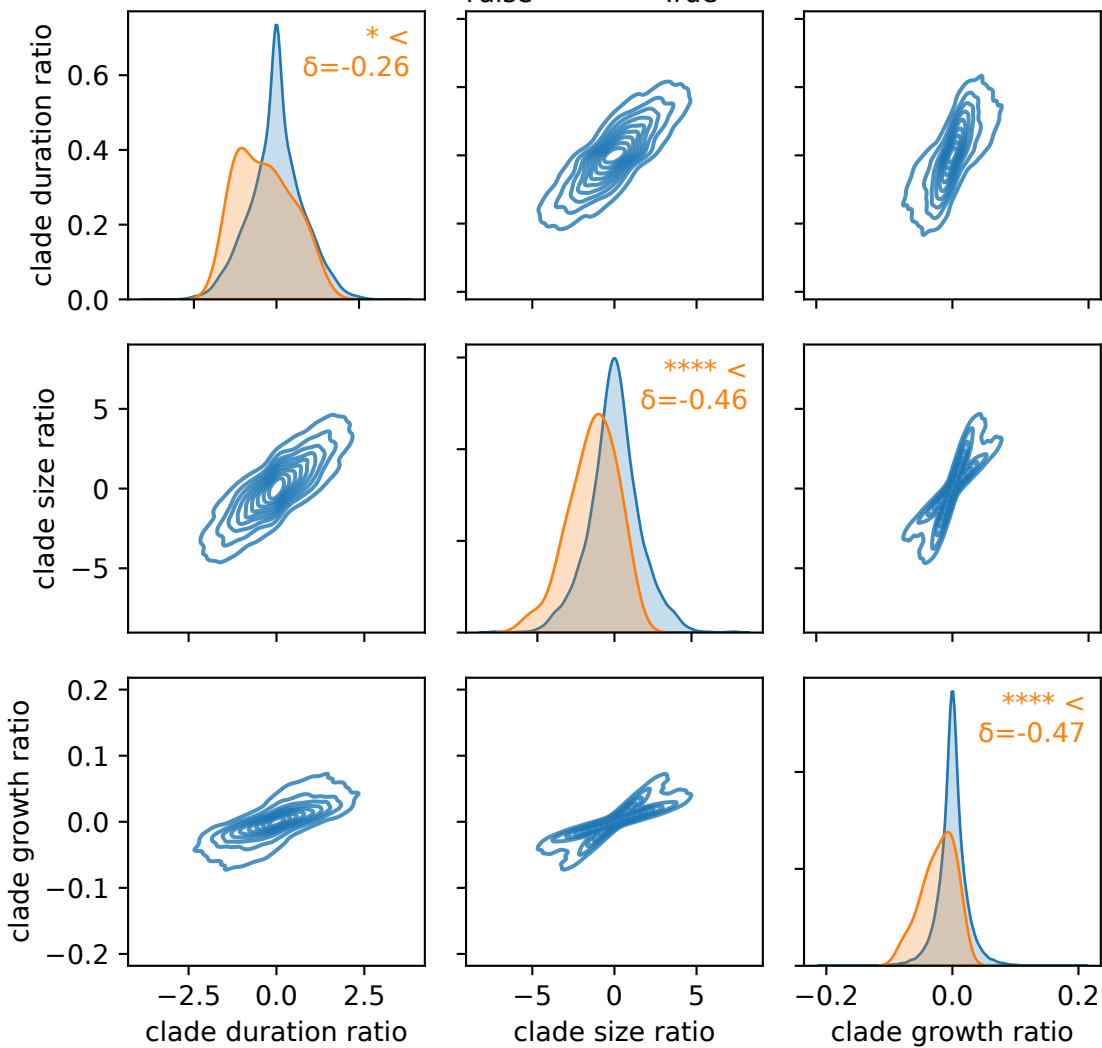 clade duration ratio
0.6
0.4
0.2
0.0
* <
δ=-0.26
clade size ratio
5
0
−5
**** <
δ=-0.46
clade growth ratio
0.2
0.1
0.0
−0.1
−0.2
**** <
δ=-0.47
−2.5 0.0 2.5
−5 0 5
−0.2 0.0 0.2
clade duration ratio
clade size ratio
clade growth ratio